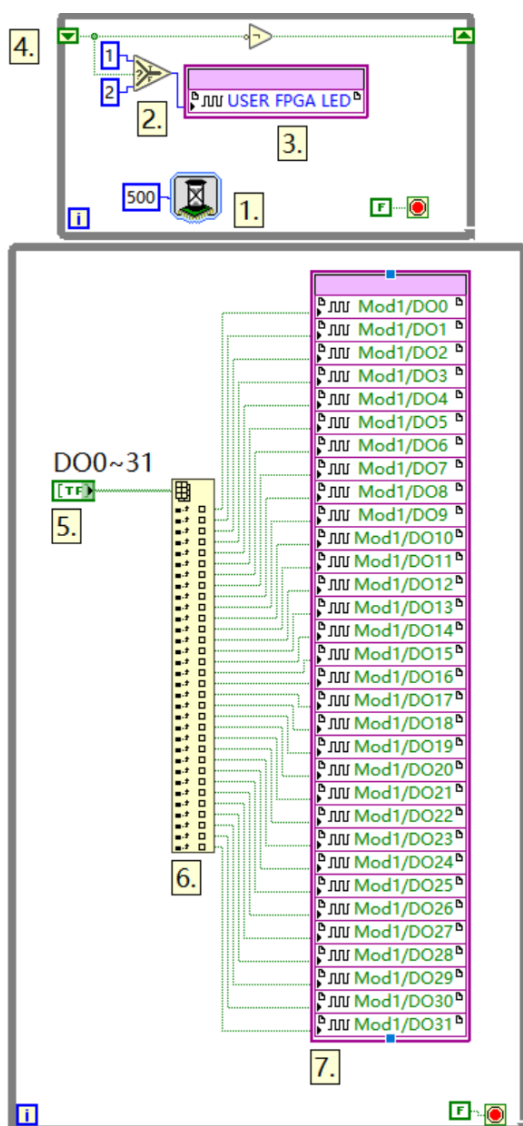 4.
1
2
2.
USER FPGA LED
3.
500
1.
i
F
Mod1/DO0
Mod1/DO1
Mod1/DO2
Mod1/DO3
Mod1/DO4
Mod1/DO5
Mod1/DO6
Mod1/DO7
Mod1/DO8
Mod1/DO9
Mod1/DO10
Mod1/DO11
Mod1/DO12
Mod1/DO13
Mod1/DO14
Mod1/DO15
Mod1/DO16
Mod1/DO17
Mod1/DO18
Mod1/DO19
Mod1/DO20
Mod1/DO21
Mod1/DO22
Mod1/DO23
Mod1/DO24
Mod1/DO25
Mod1/DO26
Mod1/DO27
Mod1/DO28
Mod1/DO29
Mod1/DO30
Mod1/DO31
DO0~31
TF
5.
6.
7.
i
F